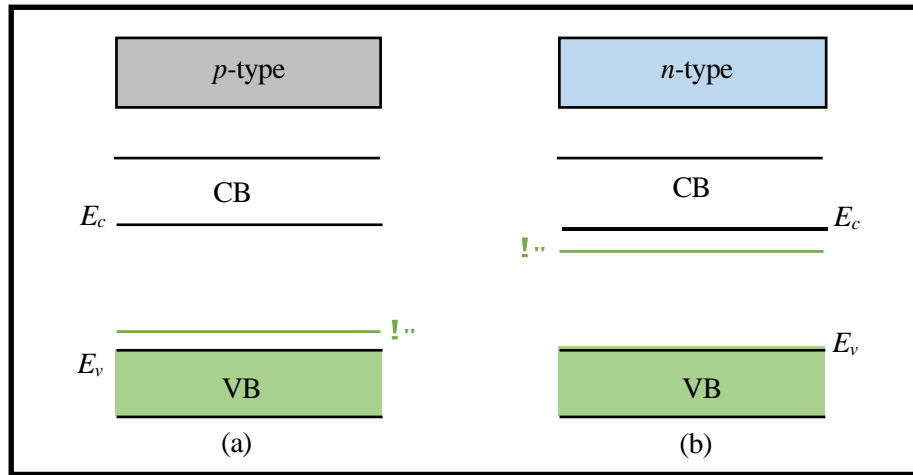 p-type
n-type
CB
CB
E_c
E_c
!"
!"
E_v
E_v
VB
VB
(a)
(b)